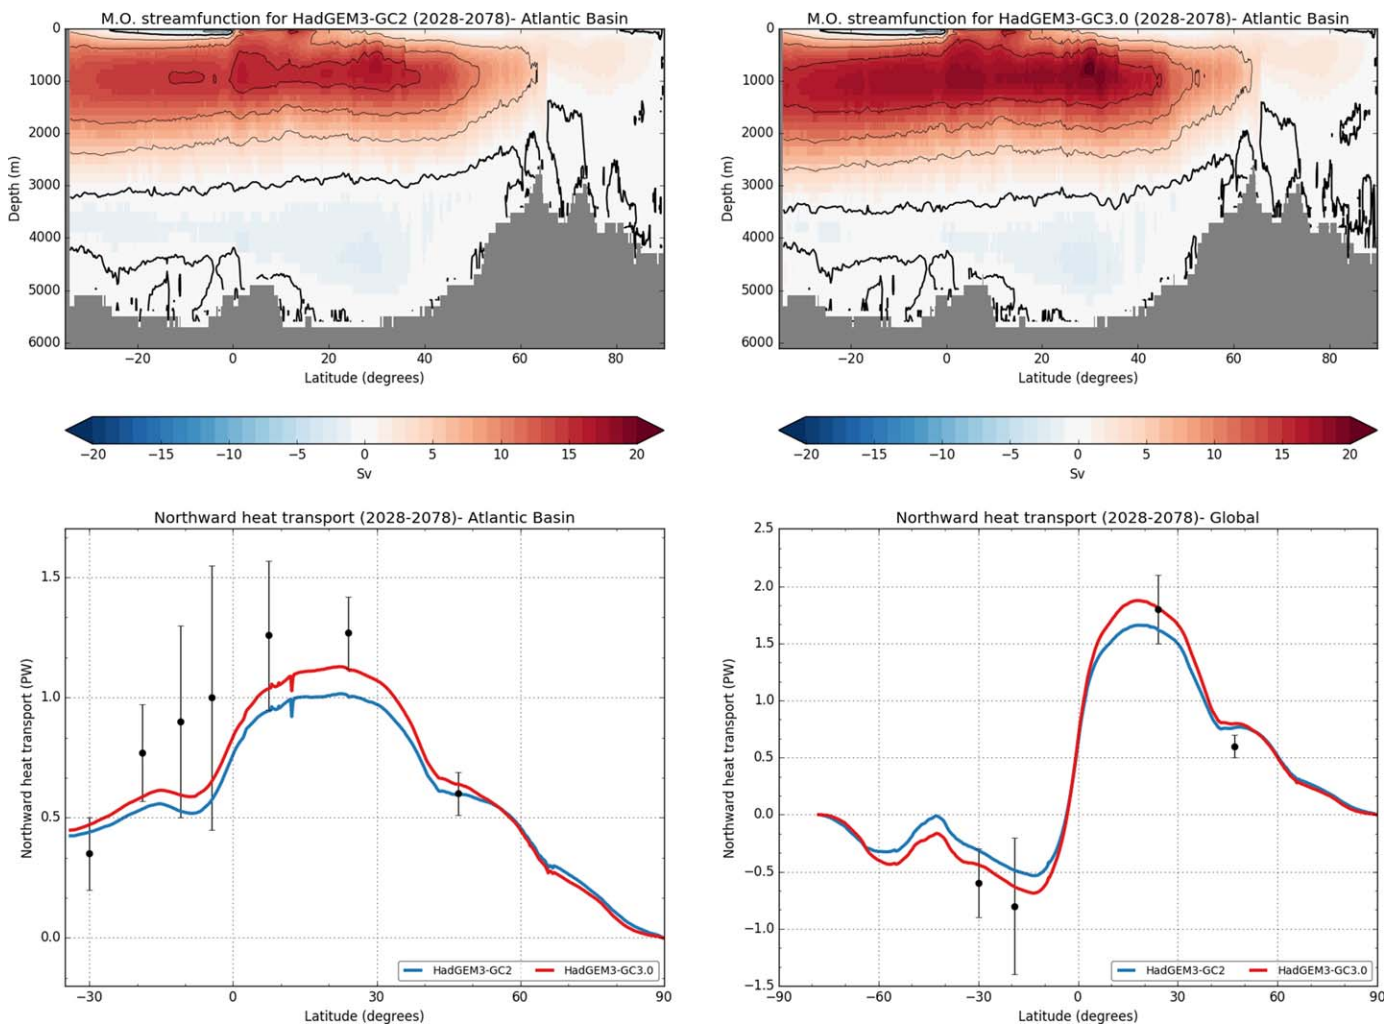 M.O. streamfunction for HadGEM3-GC2 (2028-2078)- Atlantic Basin
0
1000
2000
3000
4000
5000
6000
Depth (m)
−20 0 20 40 60 80
Latitude (degrees)
−20 −15 −10 −5 0 5 10 15 20
Sv
M.O. streamfunction for HadGEM3-GC3.0 (2028-2078)- Atlantic Basin
0
1000
2000
3000
4000
5000
6000
Depth (m)
−20 0 20 40 60 80
Latitude (degrees)
−20 −15 −10 −5 0 5 10 15 20
Sv
Northward heat transport (2028-2078)- Atlantic Basin
1.5
1.0
0.5
0.0
Northward heat transport (PW)
HadGEM3-GC2 HadGEM3-GC3.0
−30 0 30 60 90
Latitude (degrees)
Northward heat transport (2028-2078)- Global
2.5
2.0
1.5
1.0
0.5
0.0
−0.5
−1.0
−1.5
Northward heat transport (PW)
HadGEM3-GC2 HadGEM3-GC3.0
−90 −60 −30 0 30 60 90
Latitude (degrees)